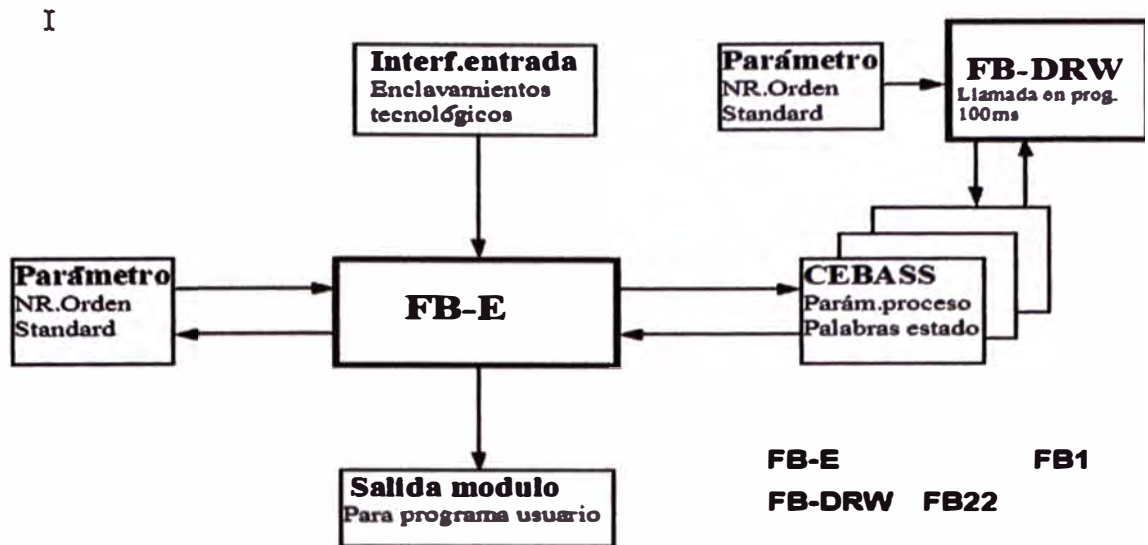 I
Interf.entrada
Enclavamientos
tecnológicos
Parámetro
NR.Orden
Standard
FB-DRW
Llamada en prog.
100ms
Parámetro
NR.Orden
Standard
FB-E
CEBASS
Parám.proceso
Palabras estado
Salida modulo
Para programa usuario
FB-E FB1
FB-DRW FB22